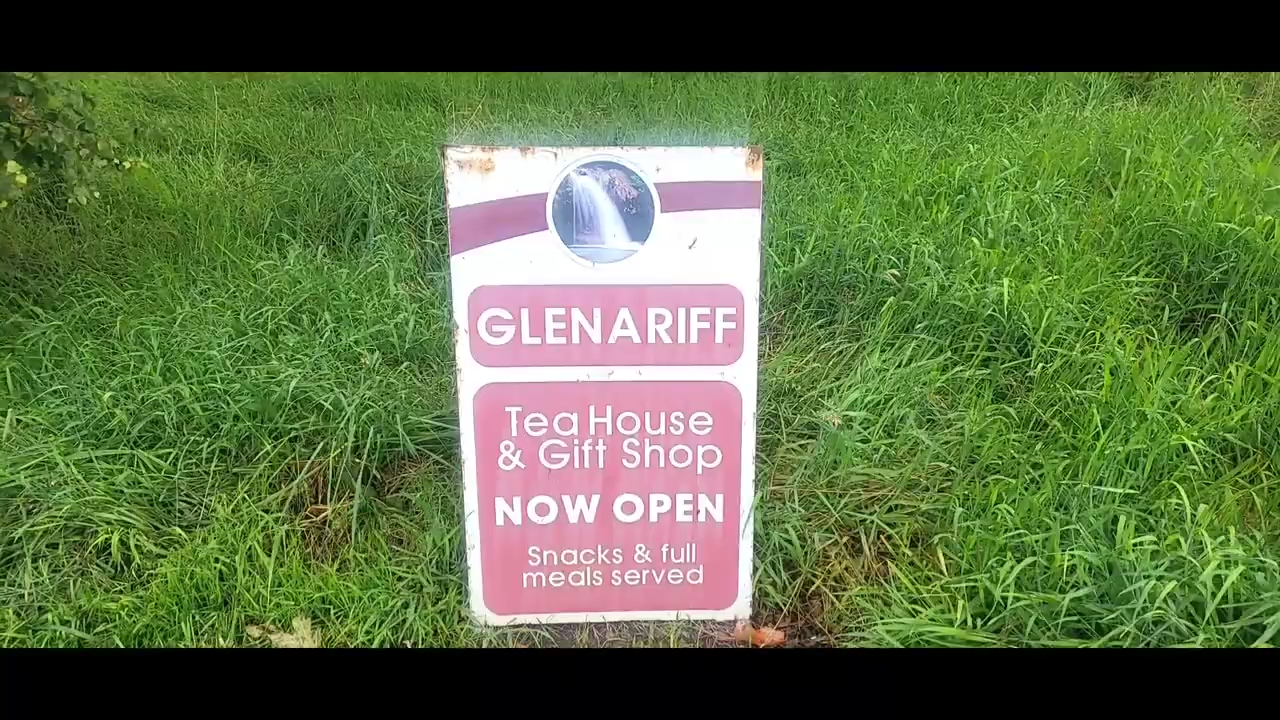 GLENARIFF
Tea House
& Gift Shop
NOW OPEN
Snacks & full
meals served